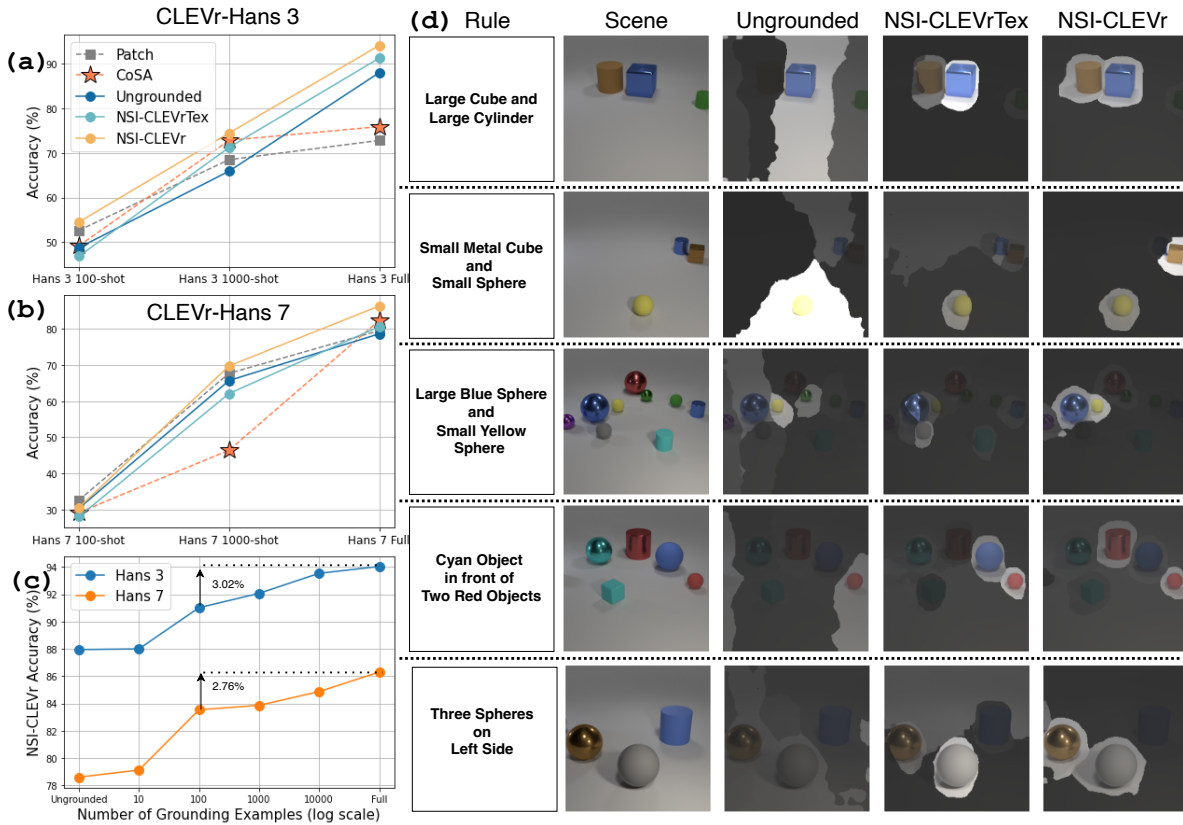 CLEVr-Hans 3
(a)
Patch
CoSA
Ungrounded
NSI-CLEVrTex
NSI-CLEVr
Accuracy (%)
90
80
70
60
50
Hans 3 100-shot
Hans 3 1000-shot
Hans 3 Full
(b)
CLEVr-Hans 7
Accuracy (%)
80
70
60
50
40
30
Hans 7 100-shot
Hans 7 1000-shot
Hans 7 Full
(c)
Hans 3
Hans 7
3.02%
2.76%
NSI-CLEVr Accuracy (%)
94
92
90
88
86
84
82
80
78
Ungrounded
10
100
1000
10000
Full
Number of Grounding Examples (log scale)
(d)
Rule
Scene
Ungrounded
NSI-CLEVrTex
NSI-CLEVr
Large Cube and
Large Cylinder
Small Metal Cube
and
Small Sphere
Large Blue Sphere
and
Small Yellow
Sphere
Cyan Object
in front of
Two Red Objects
Three Spheres
on
Left Side